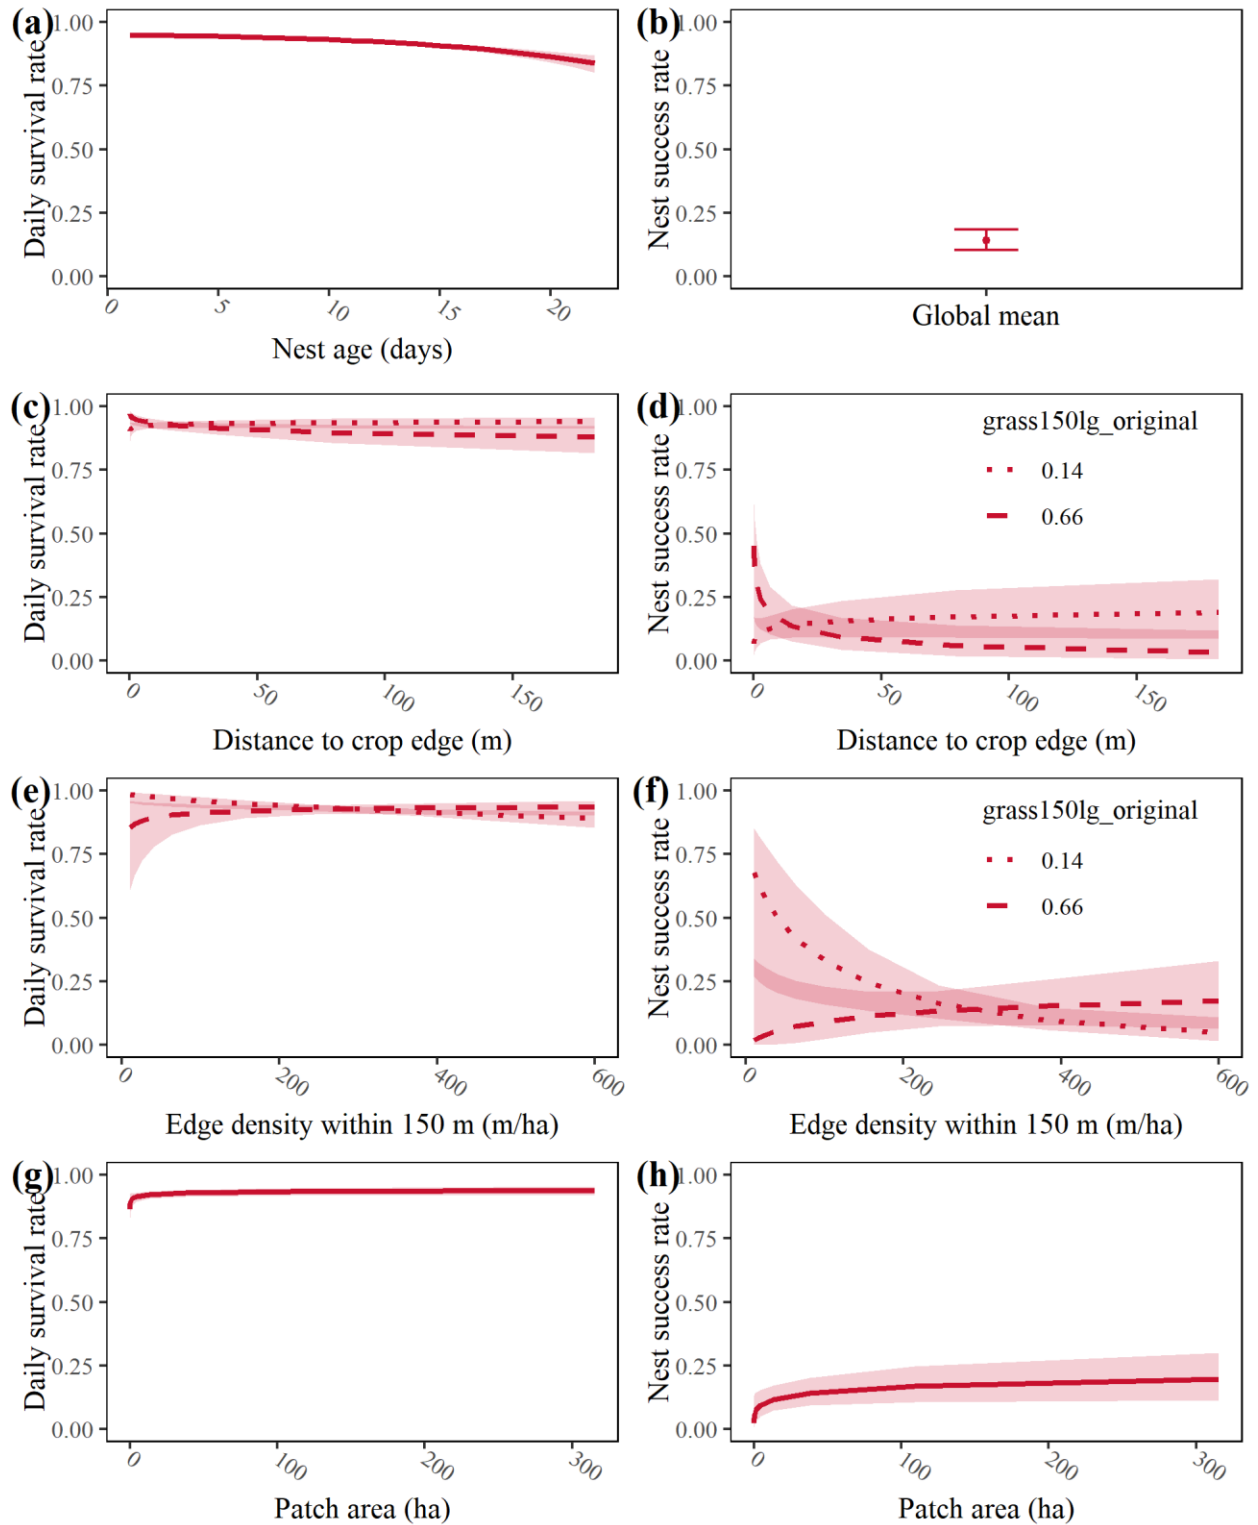 (a)
Daily survival rate
1.00
0.75
0.50
0.25
0.00
0
5
10
15
20
Nest age (days)
(b)
Nest success rate
1.00
0.75
0.50
0.25
0.00
Global mean
(c)
Daily survival rate
1.00
0.75
0.50
0.25
0.00
0
50
100
150
Distance to crop edge (m)
(d)
Nest success rate
1.00
0.75
0.50
0.25
0.00
grass150lg_original
0.14
0.66
0
50
100
150
Distance to crop edge (m)
(e)
Daily survival rate
1.00
0.75
0.50
0.25
0.00
0
200
400
600
Edge density within 150 m (m/ha)
(f)
Nest success rate
1.00
0.75
0.50
0.25
0.00
grass150lg_original
0.14
0.66
0
200
400
600
Edge density within 150 m (m/ha)
(g)
Daily survival rate
1.00
0.75
0.50
0.25
0.00
0
100
200
300
Patch area (ha)
(h)
Nest success rate
1.00
0.75
0.50
0.25
0.00
0
100
200
300
Patch area (ha)